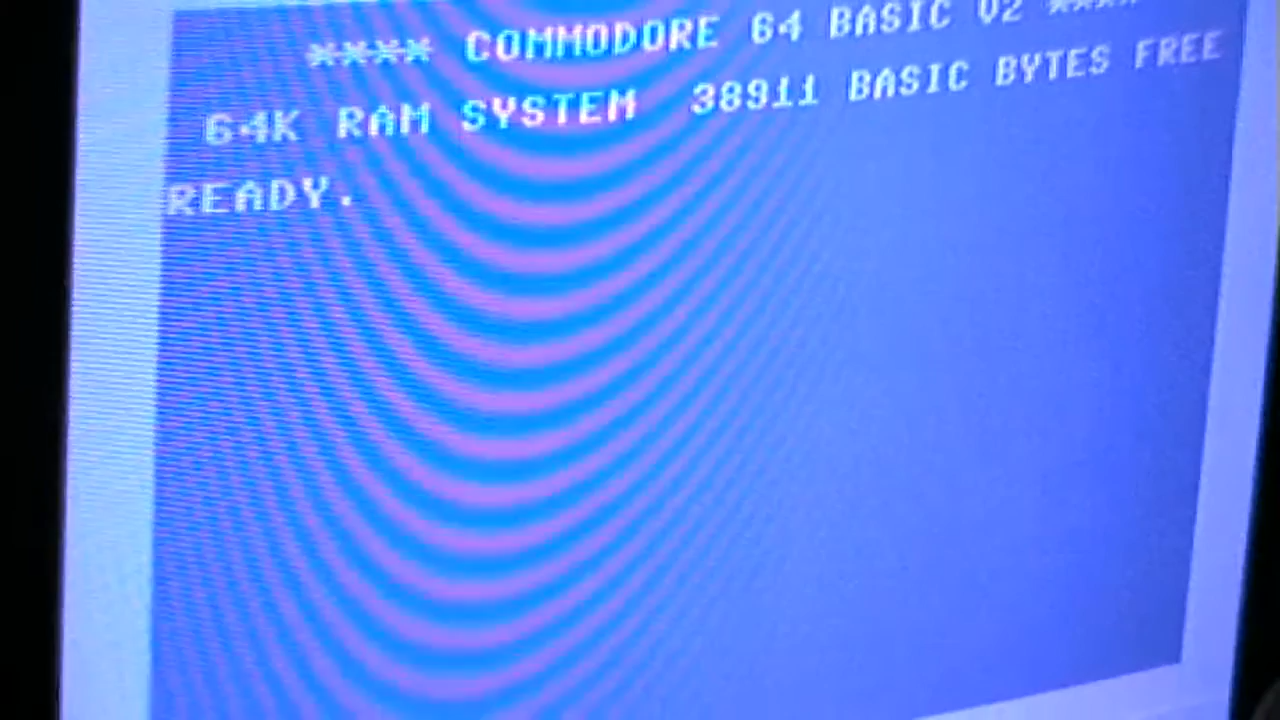 **** COMMODORE 64 BASIC V2 ****
64K RAM SYSTEM 38911 BASIC BYTES FREE
READY.